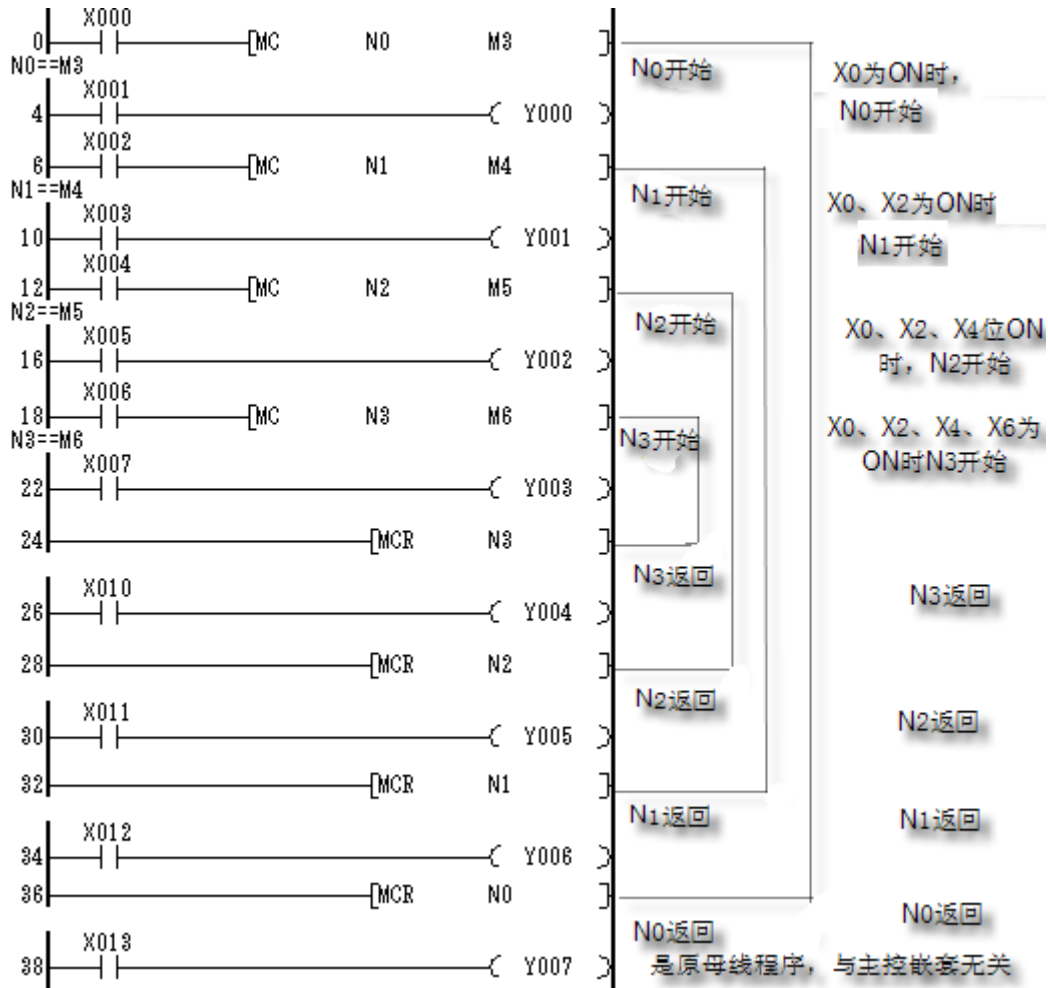 X000
0 [MC N0 M3 ]
N0==M3
X001
4 ( Y000 )
X002
6 [MC N1 M4 ]
N1==M4
X003
10 ( Y001 )
X004
12 [MC N2 M5 ]
N2==M5
X005
16 ( Y002 )
X006
18 [MC N3 M6 ]
N3==M6
X007
22 ( Y003 )
24 [MCR N3 ]
X010
26 ( Y004 )
28 [MCR N2 ]
X011
30 ( Y005 )
32 [MCR N1 ]
X012
34 ( Y006 )
36 [MCR N0 ]
X013
38 ( Y007 )
N0开始
N1开始
N2开始
N3开始
N3返回
N2返回
N1返回
N0返回
X0为ON时，
N0开始
X0、X2为ON时
N1开始
X0、X2、X4位ON
时，N2开始
X0、X2、X4、X6为
ON时N3开始
N3返回
N2返回
N1返回
N0返回
是原母线程序，与主控嵌套无关